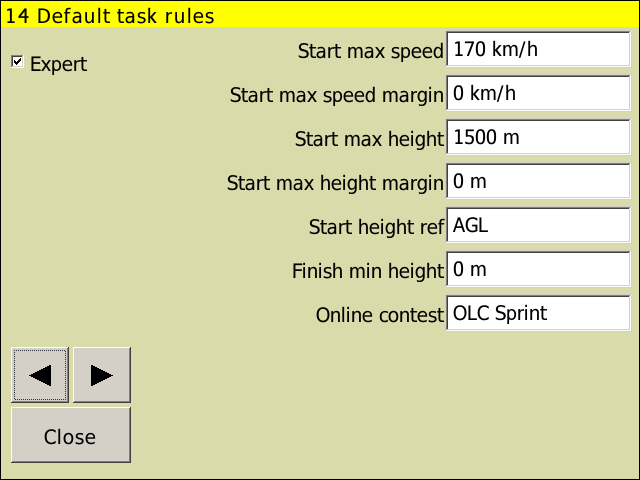 14 Default task rules
Expert
Start max speed 170 km/h
Start max speed margin 0 km/h
Start max height 1500 m
Start max height margin 0 m
Start height ref AGL
Finish min height 0 m
Online contest OLC Sprint
Close